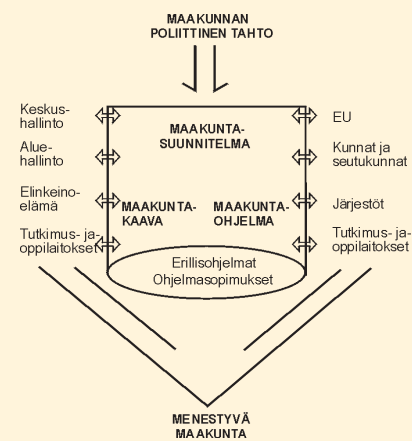 MAAKUNNAN
POLIITTINEN TAHTO
Keskus-
hallinto
Alue-
hallinto
Elinkeino-
elämä
Tutkimus- ja-
oppilaitokset
MAAKUNTA-
SUUNNITELMA
MAAKUNTA-
KAAVA
MAAKUNTA-
OHJELMA
Erillisohjelmat
Ohjelmasopimukset
EU
Kunnat ja
seutukunnat
Järjestöt
Tutkimus- ja-
oppilaitokset
MENESTYVÄ
MAAKUNTA